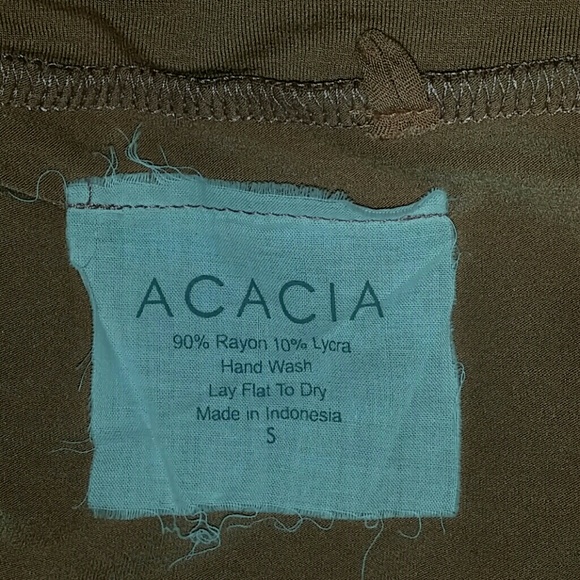 ACACIA
90% Rayon 10% Lycra
Hand Wash
Lay Flat To Dry
Made in Indonesia
S